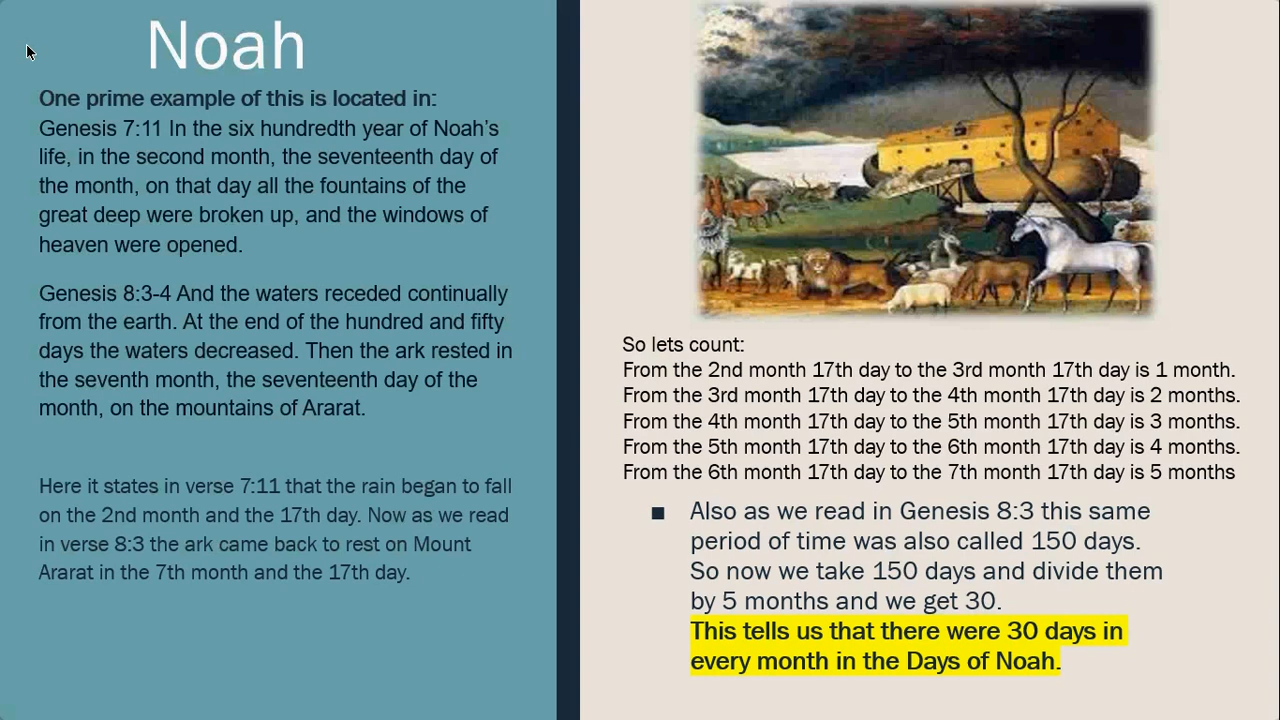 Noah
One prime example of this is located in:
Genesis 7:11 In the six hundredth year of Noah's
life, in the second month, the seventeenth day of
the month, on that day all the fountains of the
great deep were broken up, and the windows of
heaven were opened.
Genesis 8:3-4 And the waters receded continually
from the earth. At the end of the hundred and fifty
days the waters decreased. Then the ark rested in
the seventh month, the seventeenth day of the
month, on the mountains of Ararat.
Here it states in verse 7:11 that the rain began to fall
on the 2nd month and the 17th day. Now as we read
in verse 8:3 the ark came back to rest on Mount
Ararat in the 7th month and the 17th day.
So lets count:
From the 2nd month 17th day to the 3rd month 17th day is 1 month.
From the 3rd month 17th day to the 4th month 17th day is 2 months.
From the 4th month 17th day to the 5th month 17th day is 3 months.
From the 5th month 17th day to the 6th month 17th day is 4 months.
From the 6th month 17th day to the 7th month 17th day is 5 months
■ Also as we read in Genesis 8:3 this same
period of time was also called 150 days.
So now we take 150 days and divide them
by 5 months and we get 30.
This tells us that there were 30 days in
every month in the Days of Noah.